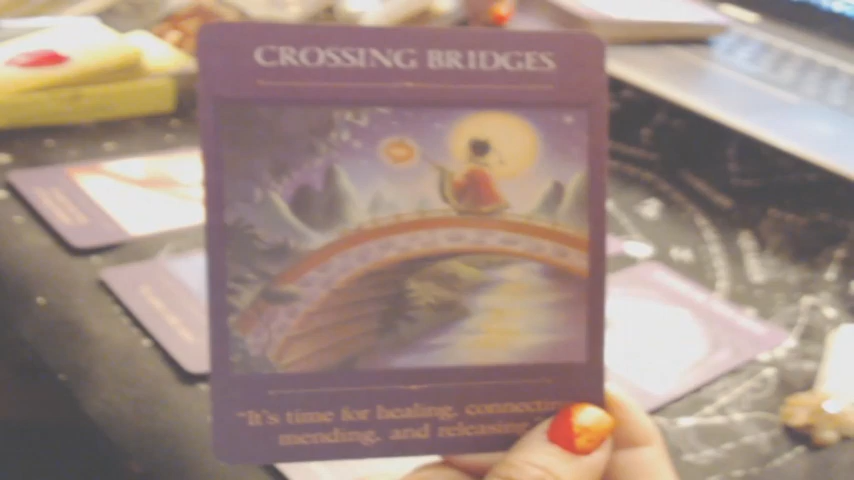 CROSSING BRIDGES
"It's time for healing, connecting,
mending, and releasing